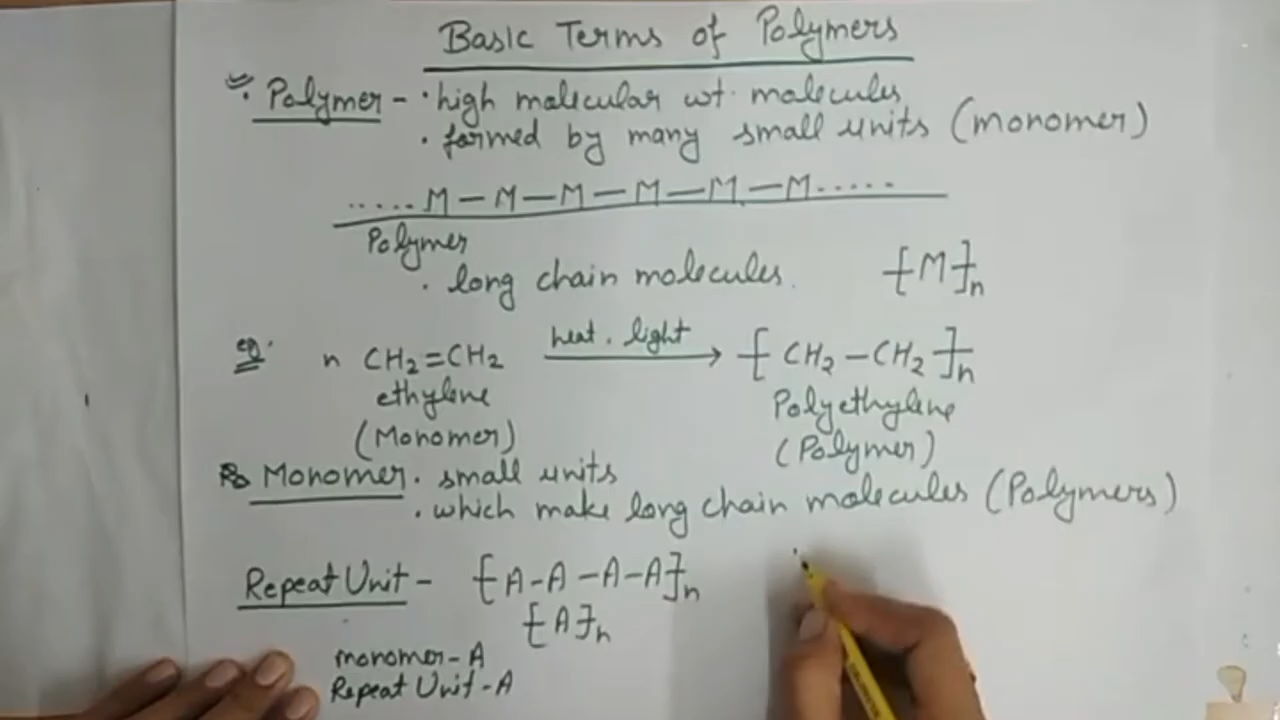 Basic Terms of Polymers
Polymer - • high molecular wt. molecules
• formed by many small units (monomer)
.....M—M—M—M—M—M.....
Polymer
• long chain molecules.
[M]n
eg. n CH2=CH2 heat, light → [CH2-CH2]n
ethylene Polyethylene
(Monomer) (Polymer)
Monomer • small units
• which make long chain molecules (Polymers)
Repeat Unit - [A-A-A-A]n
[A]n
monomer-A
Repeat Unit-A